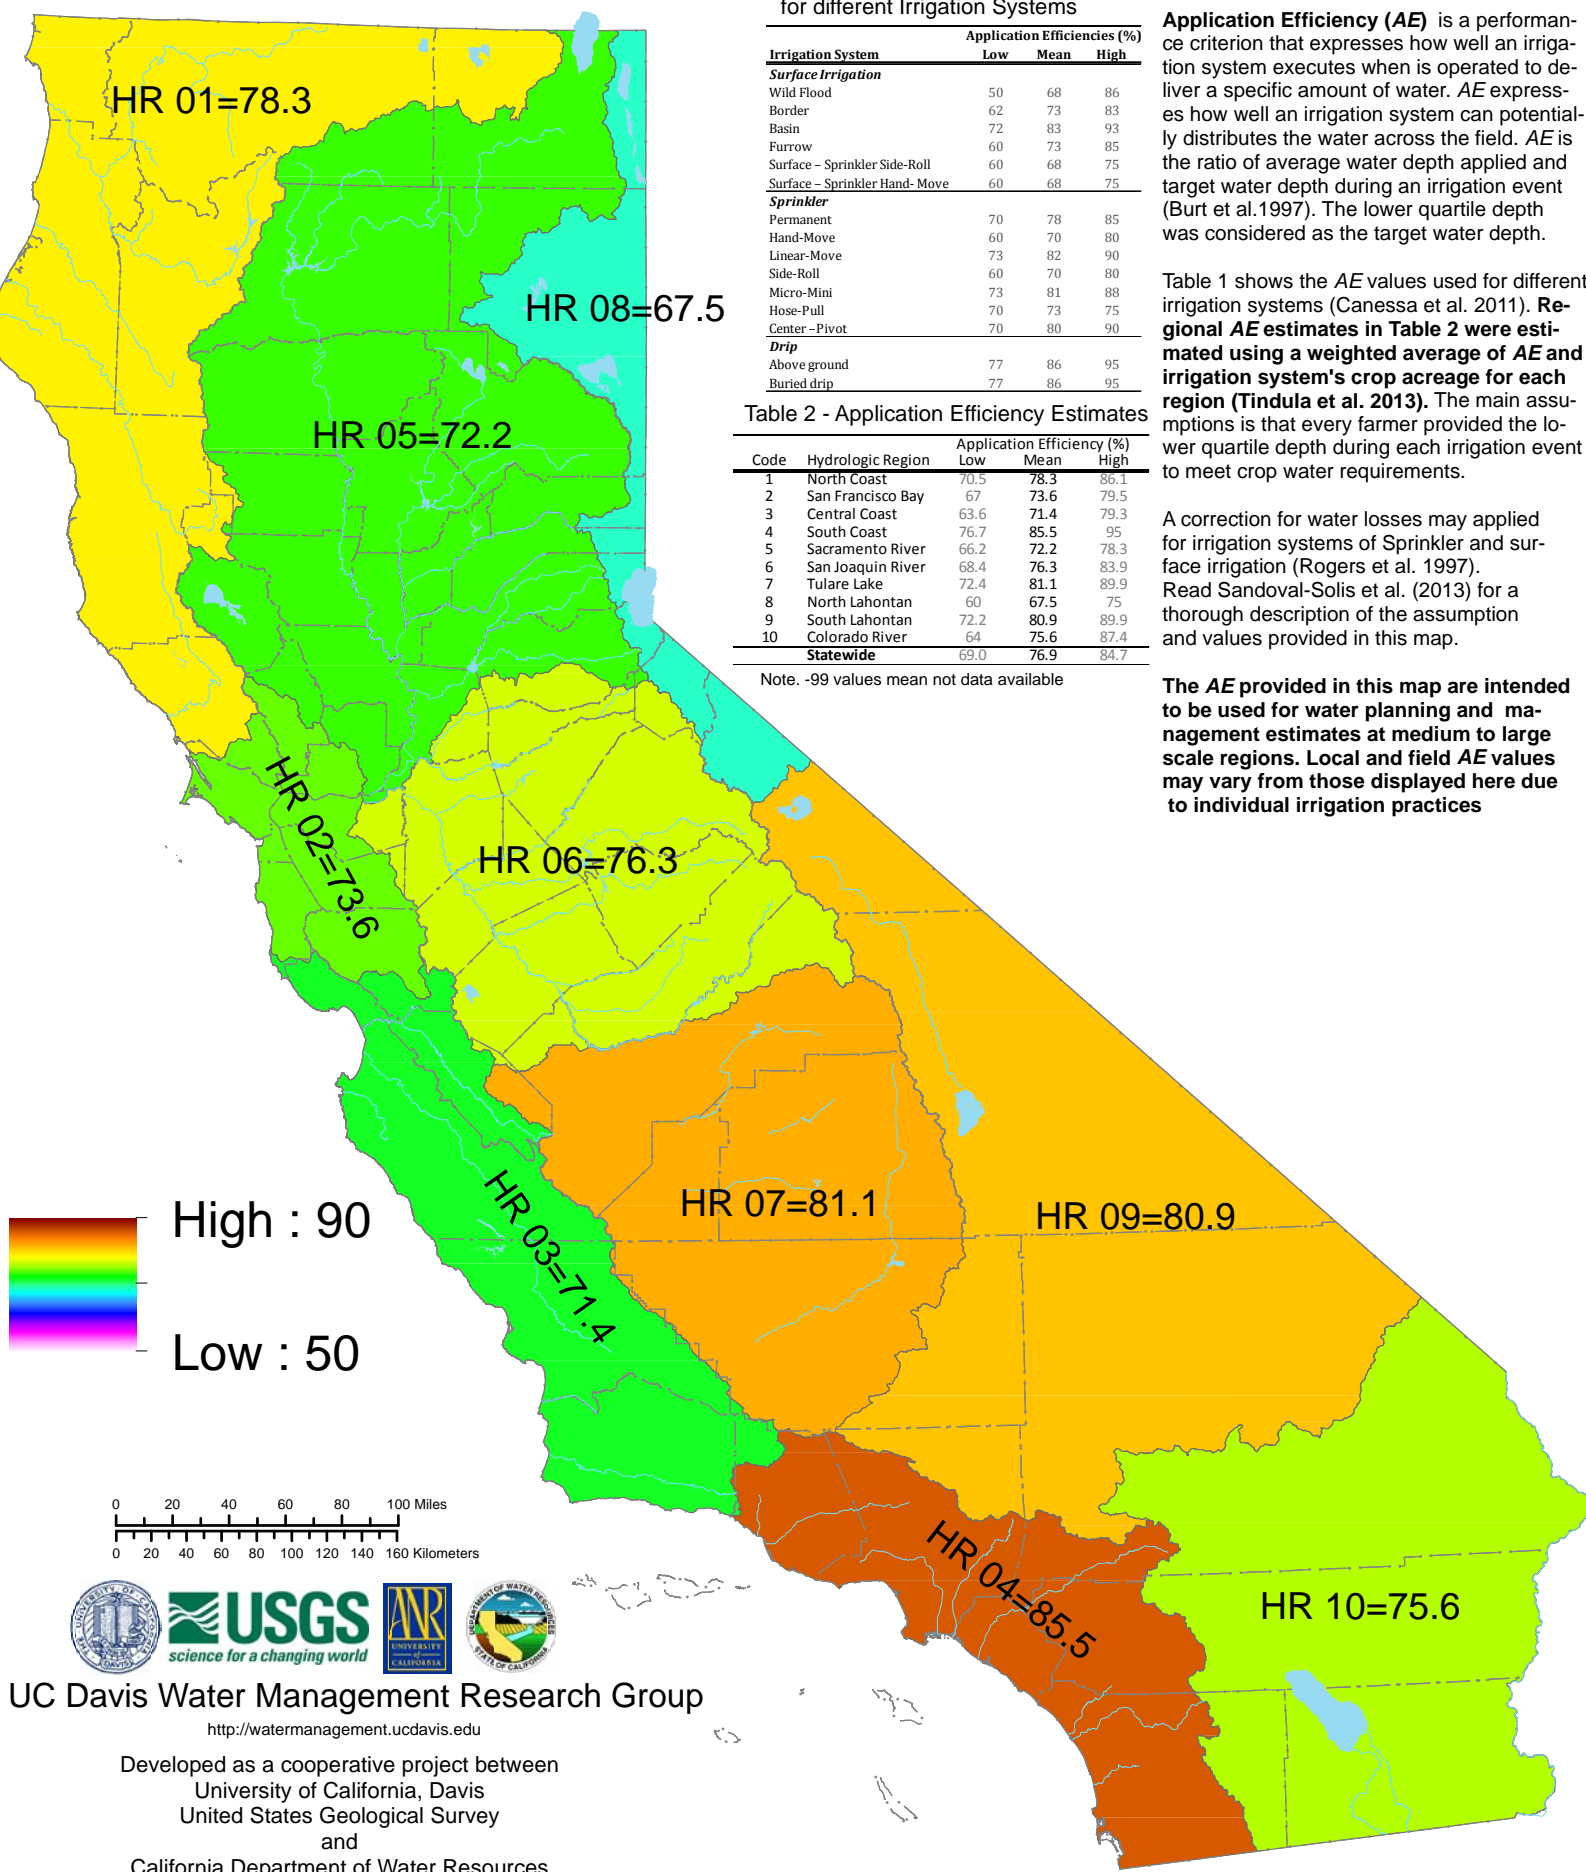 for different Irrigation Systems
Application Efficiencies (%)
Irrigation System Low Mean High
Surface Irrigation
Wild Flood 50 68 86
Border 62 73 83
Basin 72 83 93
Furrow 60 73 85
Surface – Sprinkler Side-Roll 60 68 75
Surface – Sprinkler Hand- Move 60 68 75
Sprinkler
Permanent 70 78 85
Hand-Move 60 70 80
Linear-Move 73 82 90
Side-Roll 60 70 80
Micro-Mini 73 81 88
Hose-Pull 70 73 75
Center –Pivot 70 80 90
Drip
Above ground 77 86 95
Buried drip 77 86 95
Table 2 - Application Efficiency Estimates
Application Efficiency (%)
Code Hydrologic Region Low Mean High
1 North Coast 70.5 78.3 86.1
2 San Francisco Bay 67 73.6 79.5
3 Central Coast 63.6 71.4 79.3
4 South Coast 76.7 85.5 95
5 Sacramento River 66.2 72.2 78.3
6 San Joaquin River 68.4 76.3 83.9
7 Tulare Lake 72.4 81.1 89.9
8 North Lahontan 60 67.5 75
9 South Lahontan 72.2 80.9 89.9
10 Colorado River 64 75.6 87.4
Statewide 69.0 76.9 84.7
Note. -99 values mean not data available
Application Efficiency (AE) is a performan-
ce criterion that expresses how well an irriga-
tion system executes when is operated to de-
liver a specific amount of water. AE express-
es how well an irrigation system can potential-
ly distributes the water across the field. AE is
the ratio of average water depth applied and
target water depth during an irrigation event
(Burt et al.1997). The lower quartile depth
was considered as the target water depth.
Table 1 shows the AE values used for different
irrigation systems (Canessa et al. 2011). Re-
gional AE estimates in Table 2 were esti-
mated using a weighted average of AE and
irrigation system's crop acreage for each
region (Tindula et al. 2013). The main assu-
mptions is that every farmer provided the lo-
wer quartile depth during each irrigation event
to meet crop water requirements.
A correction for water losses may applied
for irrigation systems of Sprinkler and sur-
face irrigation (Rogers et al. 1997).
Read Sandoval-Solis et al. (2013) for a
thorough description of the assumption
and values provided in this map.
The AE provided in this map are intended
to be used for water planning and ma-
nagement estimates at medium to large
scale regions. Local and field AE values
may vary from those displayed here due
to individual irrigation practices
HR 01=78.3
HR 08=67.5
HR 05=72.2
HR 02=73.6
HR 06=76.3
HR 07=81.1
HR 09=80.9
HR 03=71.4
HR 04=85.5
HR 10=75.6
High : 90
Low : 50
0 20 40 60 80 100 Miles
0 20 40 60 80 100 120 140 160 Kilometers
USGS
science for a changing world
ANR
UNIVERSITY
of
CALIFORNIA
DEPARTMENT OF WATER RESOURCES
STATE OF CALIFORNIA
UC Davis Water Management Research Group
http://watermanagement.ucdavis.edu
Developed as a cooperative project between
University of California, Davis
United States Geological Survey
and
California Department of Water Resources